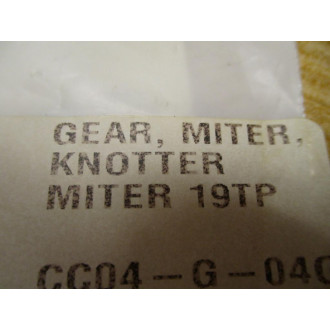 GEAR, MITER,
KNOTTER
MITER 19TP
CC04-G-04